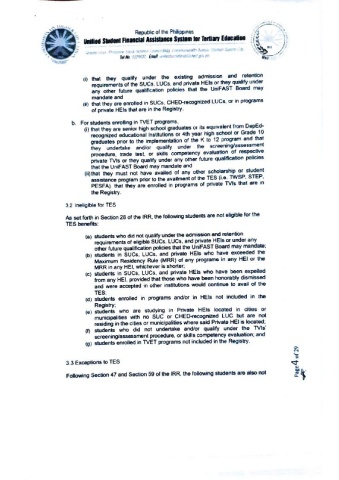 Republic of the Philippines
Unified Student Financial Assistance System for Tertiary Education
(i) that they qualify under the existing admission and retention
requirements of the SUCs, LUCs, and private HEIs or they qualify under
any other future qualification policies that the UniFAST Board may
mandate and
(ii) that they are enrolled in SUCs, CHED-recognized LUCs, or in programs
of private HEIs that are in the Registry.
b. For students enrolling in TVET programs,
(i) that they are senior high school graduates or its equivalent from DepEd-
recognized educational institutions or 4th year high school or Grade 10
graduates prior to the implementation of the K to 12 program and that
they undertake and/or qualify under the screening/assessment
procedure, trade test, or skills competency evaluation of respective
private TVIs or they qualify under any other future qualification policies
that the UniFAST Board may mandate and
(ii) that they must not have availed of any other scholarship or student
assistance program prior to the availment of the TES (i.e. TWSP, STEP,
PESFA). that they are enrolled in programs of private TVIs that are in
the Registry.
3.2 Ineligible for TES
As set forth in Section 28 of the IRR, the following students are not eligible for the
TES benefits:
(a) students who did not qualify under the admission and retention
requirements of eligible SUCs, LUCs, and private HEIs or under any
other future qualification policies that the UniFAST Board may mandate;
(b) students in SUCs, LUCs, and private HEIs who have exceeded the
Maximum Residency Rule (MRR) of any programs in any HEI or the
MRR in any HEI, whichever is shorter;
(c) students in SUCs, LUCs, and private HEIs who have been expelled
from any HEI, provided that those who have been honorably dismissed
and were accepted in other institutions would continue to avail of the
TES;
(d) students enrolled in programs and/or in HEIs not included in the
Registry;
(e) students who are studying in Private HEIs located in cities or
municipalities with no SUC or CHED-recognized LUC but are not
residing in the cities or municipalities where said Private HEI is located;
(f) students who did not undertake and/or qualify under the TVIs'
screening/assessment procedure, or skills competency evaluation; and
(g) students enrolled in TVET programs not included in the Registry.
3.3 Exceptions to TES
Following Section 47 and Section 59 of the IRR, the following students are also not
Page 4 of 29